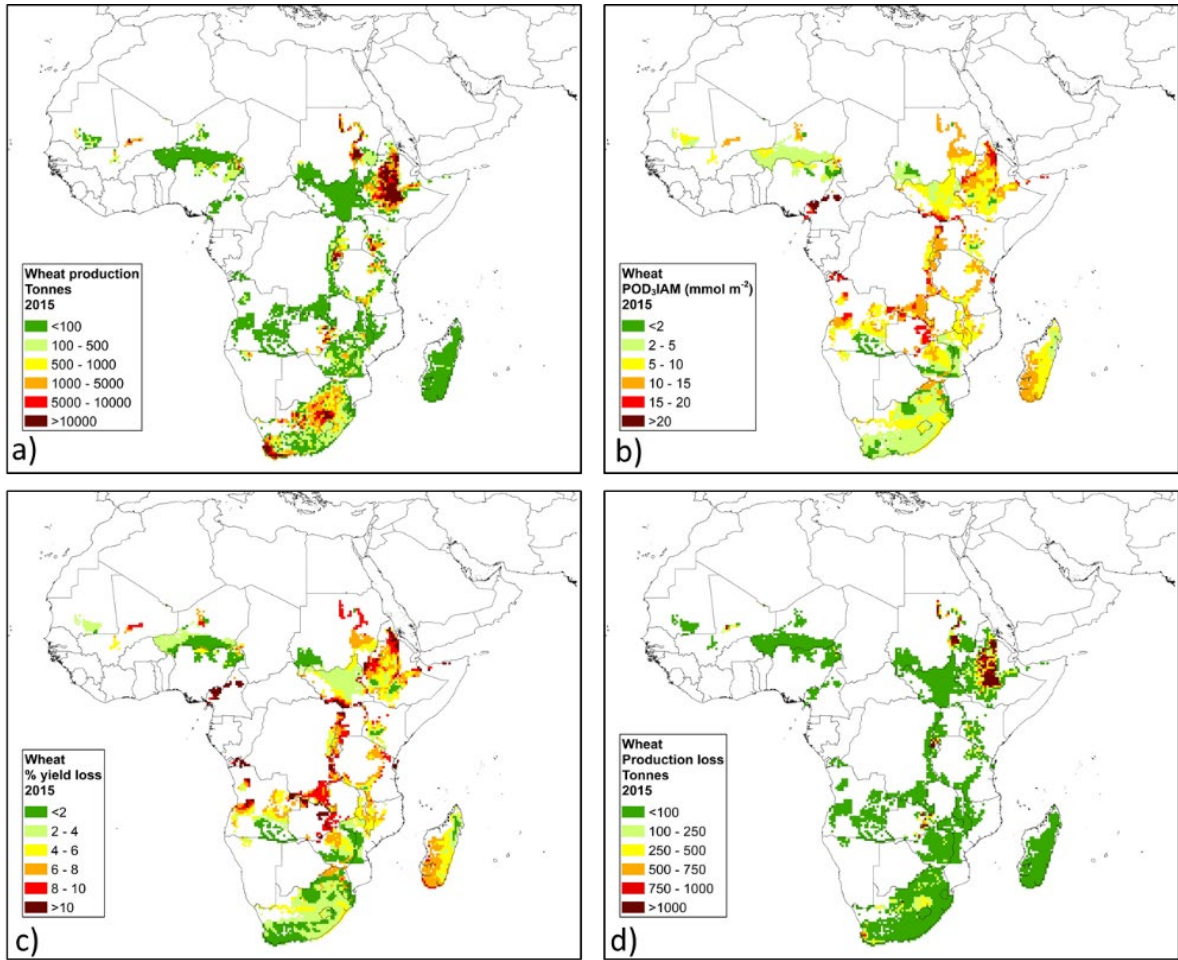 Wheat production
Tonnes
2015
<100
100 - 500
500 - 1000
1000 - 5000
5000 - 10000
>10000
a)
Wheat
POD₃IAM (mmol m⁻²)
2015
<2
2 - 5
5 - 10
10 - 15
15 - 20
>20
b)
Wheat
% yield loss
2015
<2
2 - 4
4 - 6
6 - 8
8 - 10
>10
c)
Wheat
Production loss
Tonnes
2015
<100
100 - 250
250 - 500
500 - 750
750 - 1000
>1000
d)